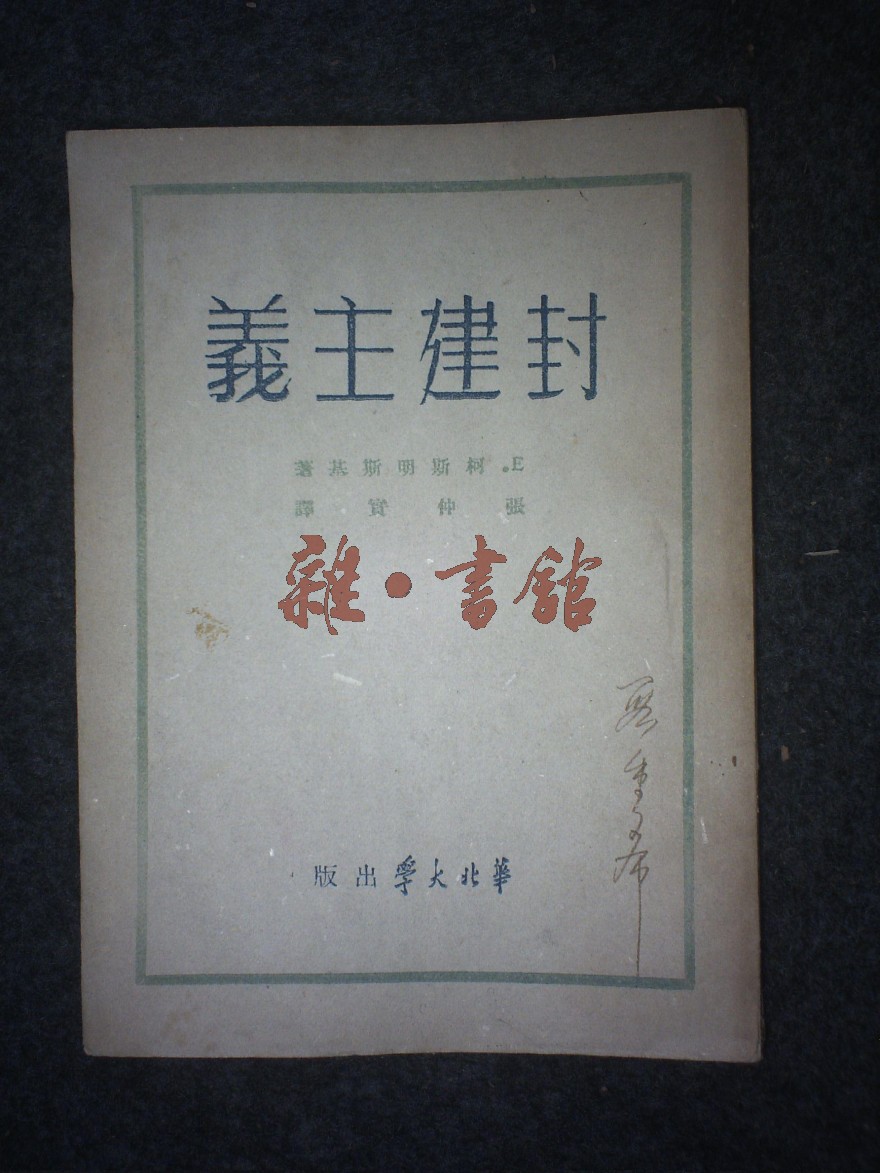 封建主義
E.柯斯明斯基著
張仲實譯
雜·書館
華北大學出版